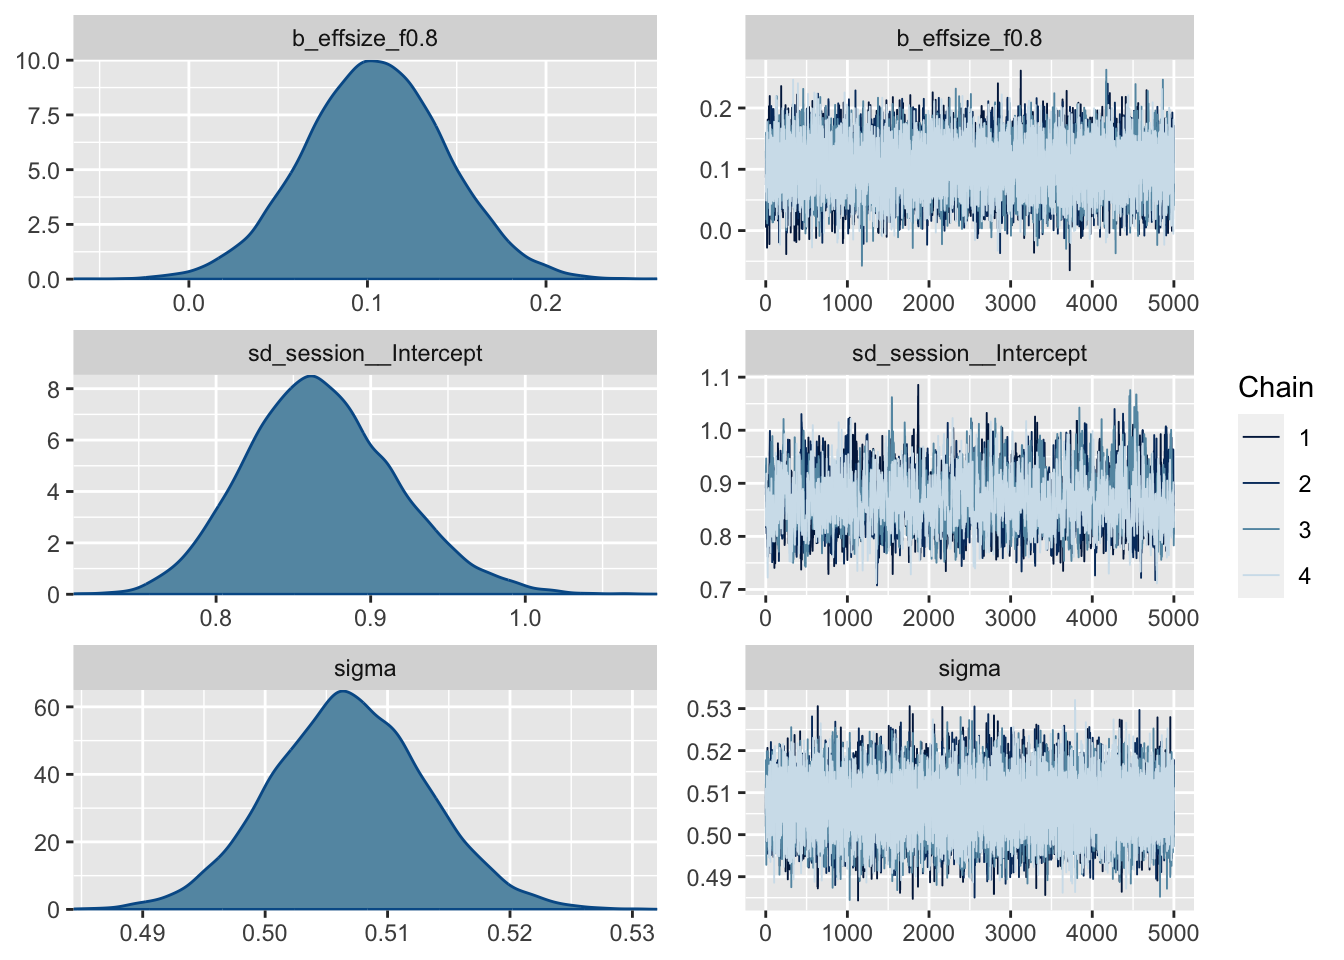 b_effsize_f0.8
10.0
7.5
5.0
2.5
0.0
0.0 0.1 0.2
b_effsize_f0.8
0.2
0.1
0.0
0 1000 2000 3000 4000 5000
sd_session__Intercept
8
6
4
2
0
0.8 0.9 1.0
sd_session__Intercept
1.1
1.0
0.9
0.8
0.7
0 1000 2000 3000 4000 5000
sigma
60
40
20
0
0.49 0.50 0.51 0.52 0.53
sigma
0.53
0.52
0.51
0.50
0.49
0 1000 2000 3000 4000 5000
Chain
1
2
3
4